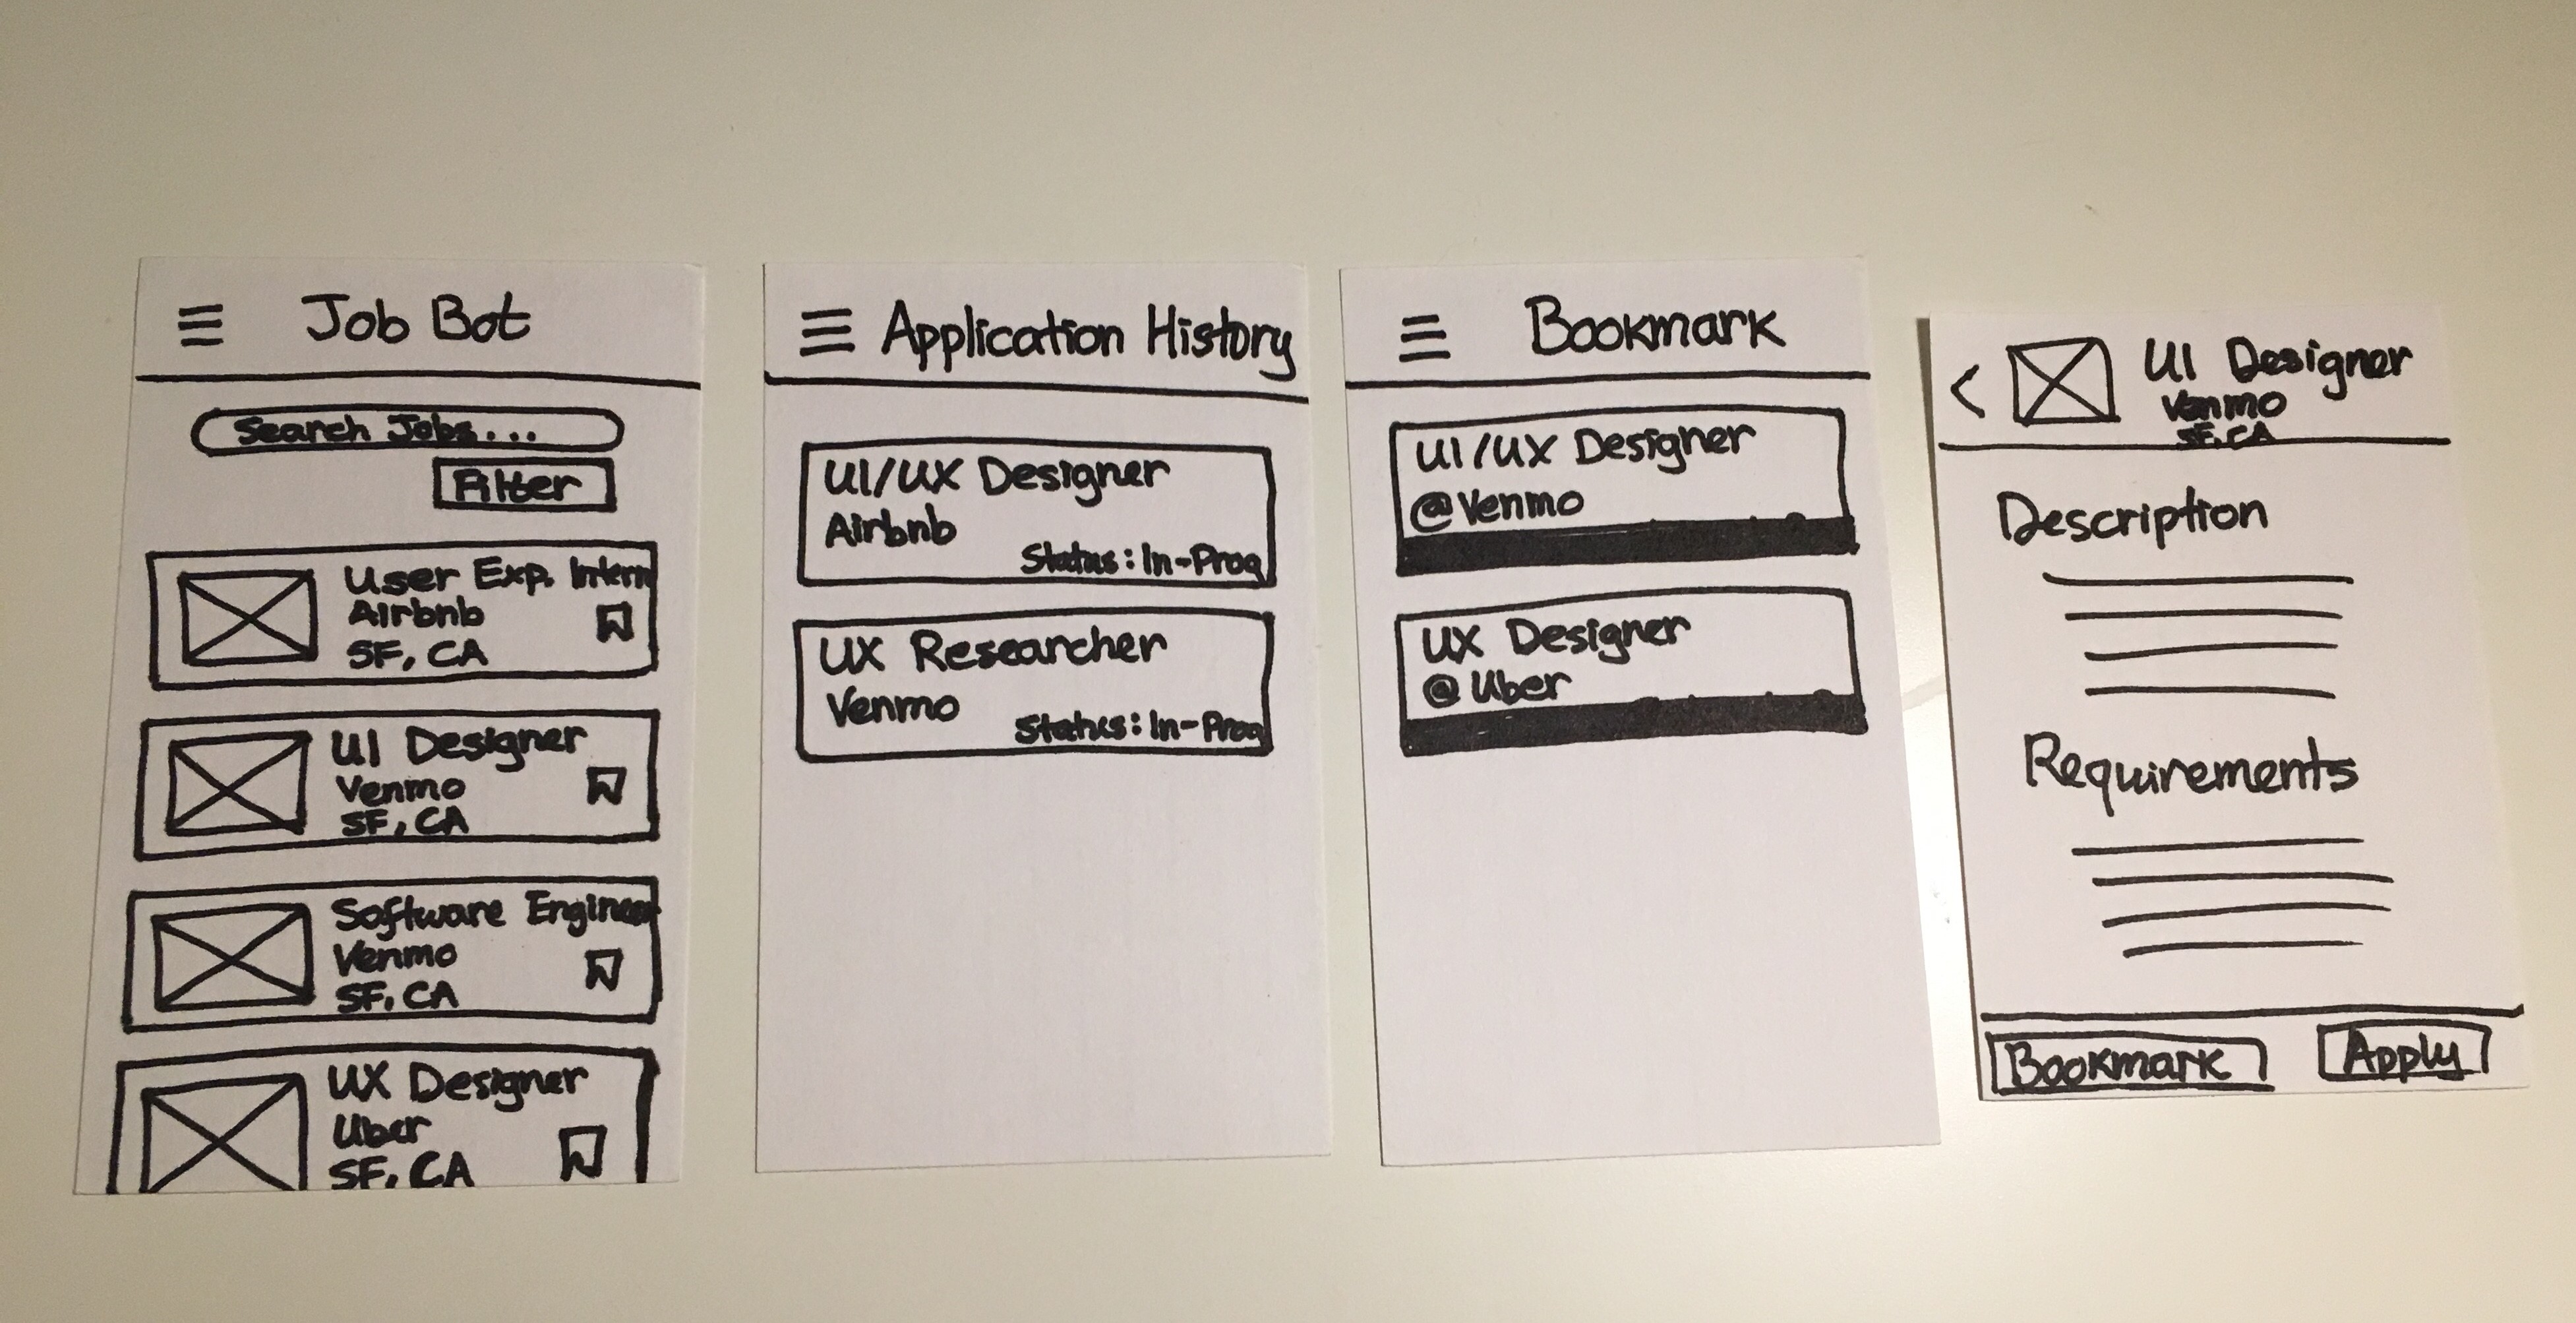 Job Bot
Search Jobs...
Filter
User Exp. Intern
Airbnb
SF, CA
UI Designer
Venmo
SF, CA
Software Engineer
Venmo
SF, CA
UX Designer
Uber
SF, CA
Application History
UI/UX Designer
Airbnb
Status: In-Prog
UX Researcher
Venmo
Status: In-Prog
Bookmark
UI/UX Designer
@Venmo
UX Designer
@ Uber
<
UI Designer
Venmo
SF, CA
Description
Requirements
Bookmark
Apply